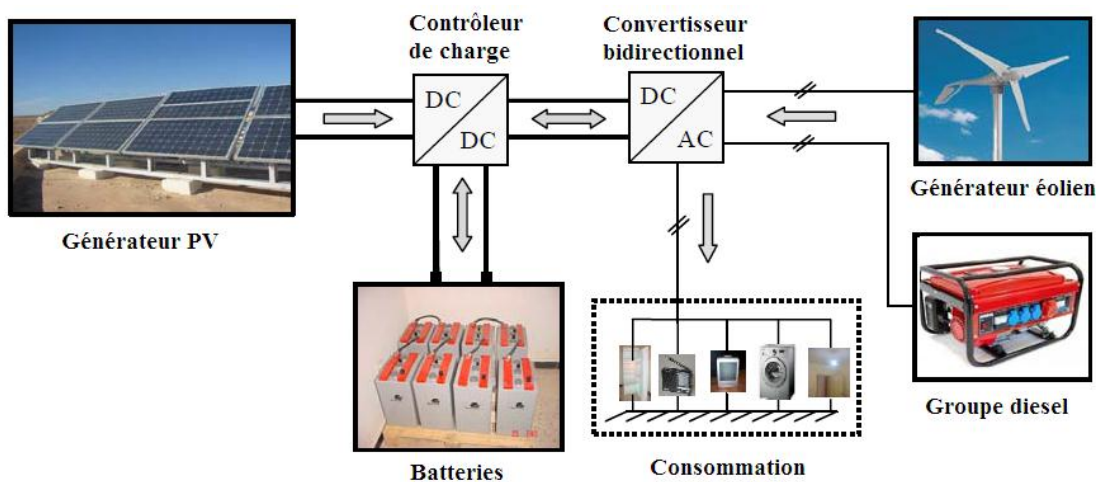 Contrôleur
de charge
Convertisseur
bidirectionnel
DC
DC
DC
AC
Générateur PV
Générateur éolien
Batteries
Consommation
Groupe diesel